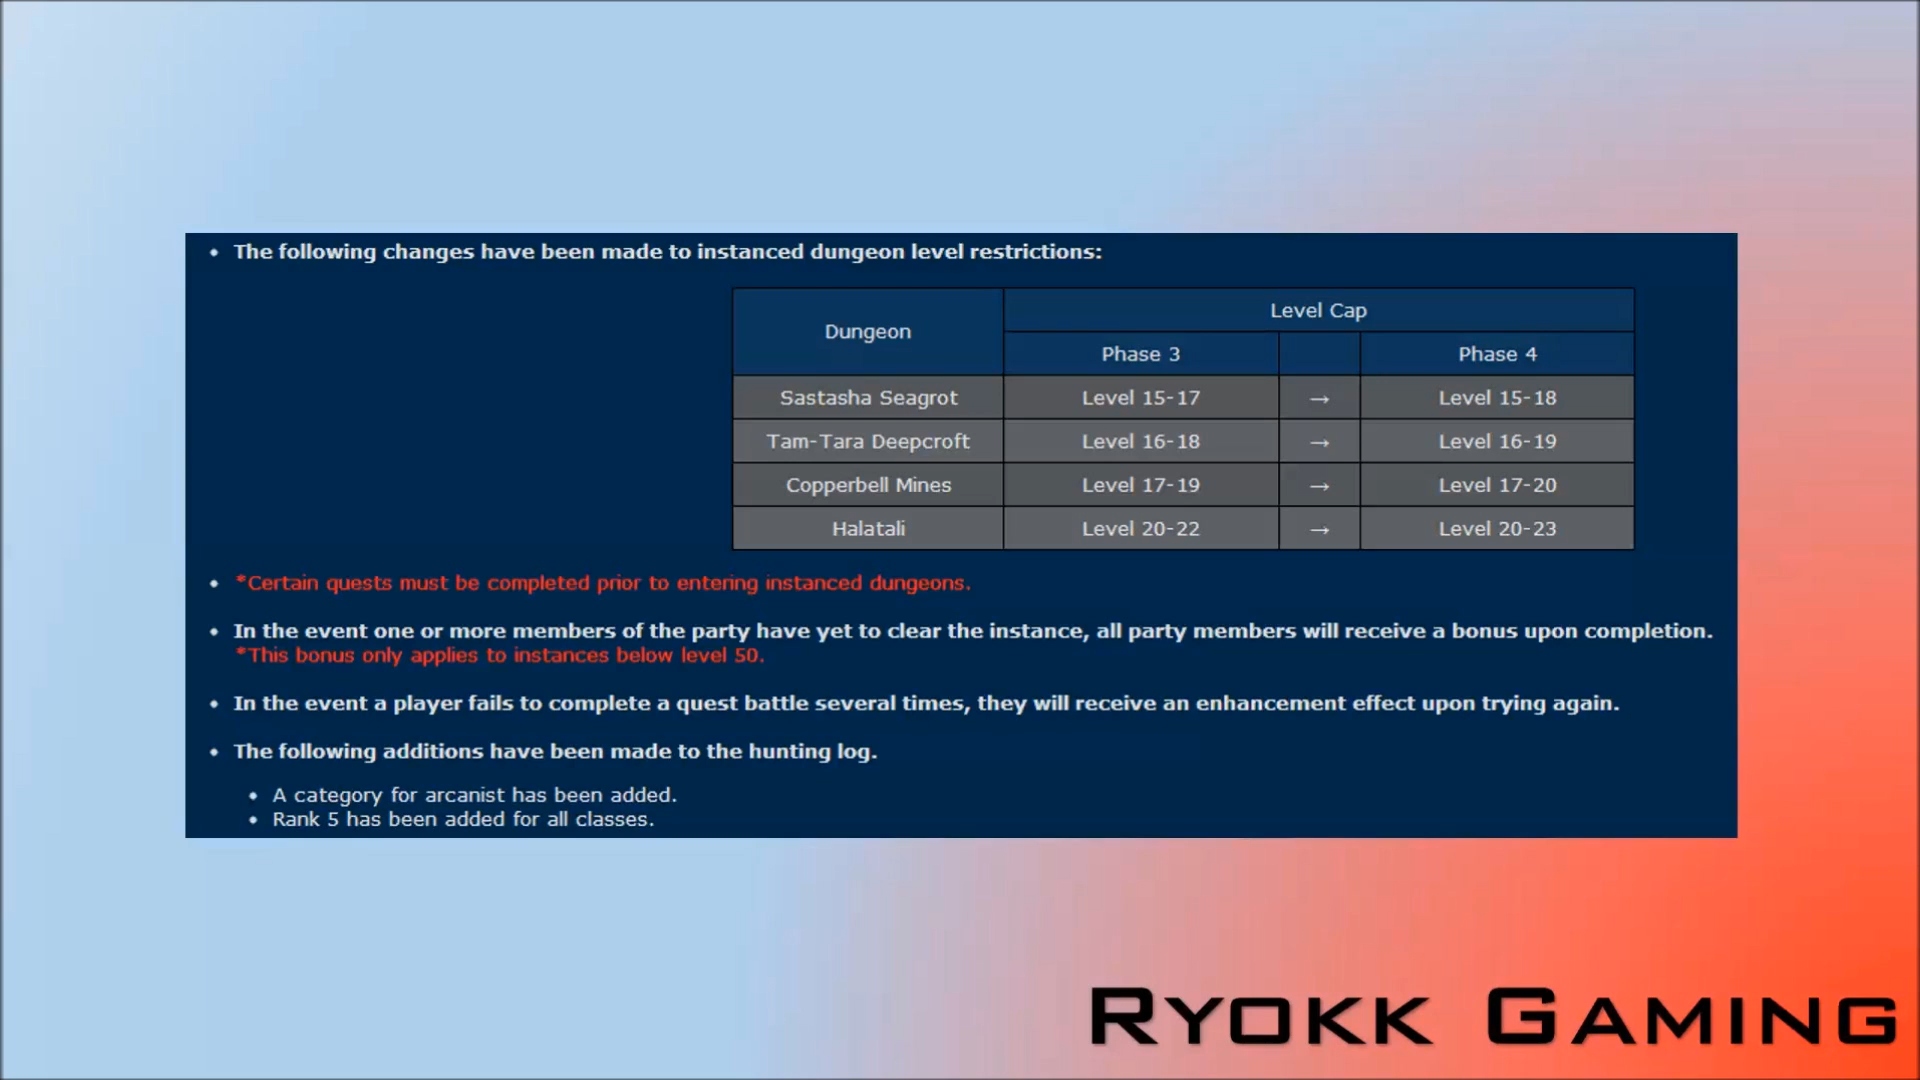 • The following changes have been made to instanced dungeon level restrictions:
Dungeon Level Cap
Phase 3 Phase 4
Sastasha Seagrot Level 15-17 → Level 15-18
Tam-Tara Deepcroft Level 16-18 → Level 16-19
Copperbell Mines Level 17-19 → Level 17-20
Halatali Level 20-22 → Level 20-23
• *Certain quests must be completed prior to entering instanced dungeons.
• In the event one or more members of the party have yet to clear the instance, all party members will receive a bonus upon completion.
*This bonus only applies to instances below level 50.
• In the event a player fails to complete a quest battle several times, they will receive an enhancement effect upon trying again.
• The following additions have been made to the hunting log.
• A category for arcanist has been added.
• Rank 5 has been added for all classes.
Ryokk Gaming